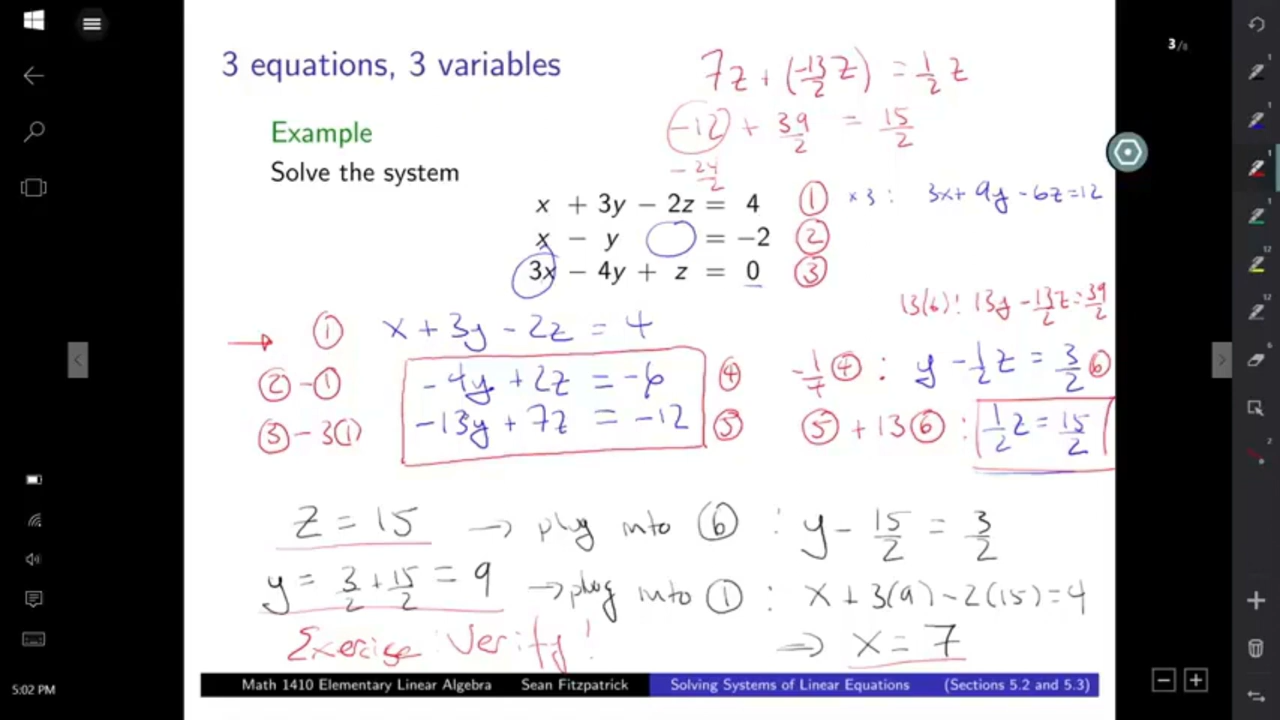 3/8
3 equations, 3 variables
7z + (-13/2 z) = 1/2 z
-12 + 39/2 = 15/2
-24/2
Example
Solve the system
x + 3y − 2z = 4 ① ×3 : 3x + 9y - 6z = 12
x − y = −2 ②
3x − 4y + z = 0 ③
13(6): 13y - 13/2 z = 39/2
① x + 3y - 2z = 4
② - ① -4y + 2z = -6 ④ -1/7 ④ : y - 1/2 z = 3/2 ⑥
③ - 3(1) -13y + 7z = -12 ⑤ ⑤ + 13⑥ : 1/2 z = 15/2
z = 15 → plug into ⑥ : y - 15/2 = 3/2
y = 3/2 + 15/2 = 9 → plug into ① : x + 3(9) - 2(15) = 4
Exercise: Verify! ⇒ x = 7
Math 1410 Elementary Linear Algebra Sean Fitzpatrick Solving Systems of Linear Equations (Sections 5.2 and 5.3)
5:02 PM